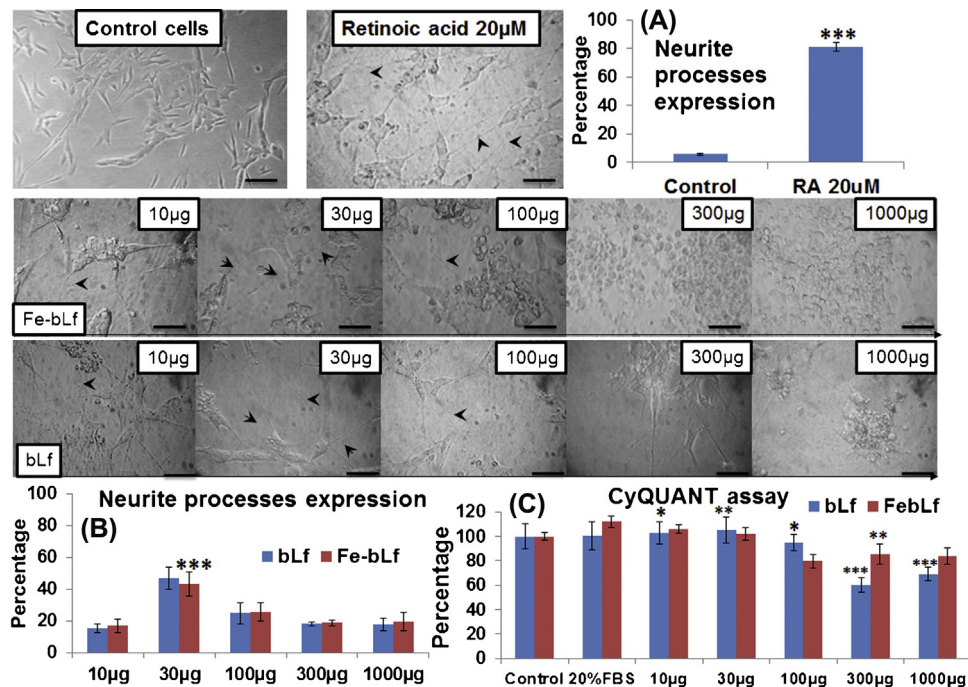 Control cells
Retinoic acid 20µM
(A)
Neurite
processes
expression
***
Percentage
100
80
60
40
20
0
Control
RA 20uM
10µg
30µg
100µg
300µg
1000µg
Fe-bLf
10µg
30µg
100µg
300µg
1000µg
bLf
Neurite processes expression
(B)
bLf
Fe-bLf
***
Percentage
100
80
60
40
20
0
10µg
30µg
100µg
300µg
1000µg
(C)
CyQUANT assay
bLf
FebLf
*
**
*
***
**
***
Percentage
120
100
80
60
40
20
0
Control
20%FBS
10µg
30µg
100µg
300µg
1000µg